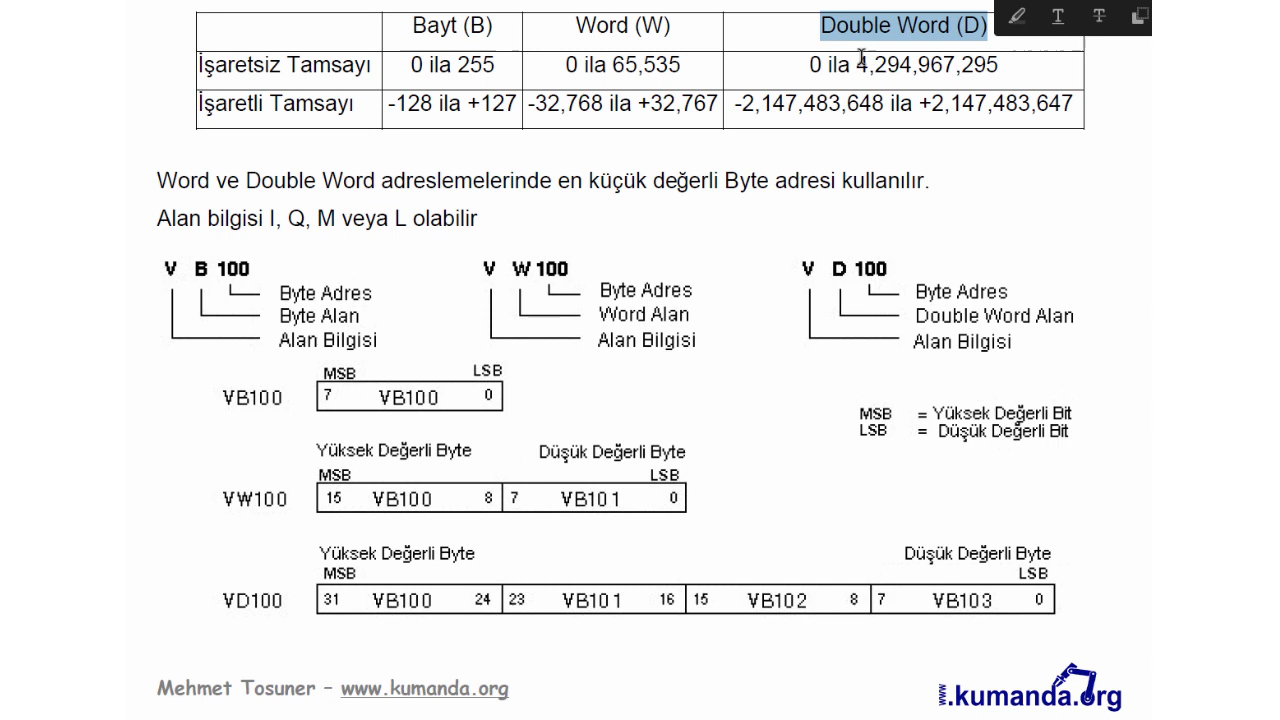 Bayt (B) Word (W) Double Word (D)
İşaretsiz Tamsayı 0 ila 255 0 ila 65,535 0 ila 4,294,967,295
İşaretli Tamsayı -128 ila +127 -32,768 ila +32,767 -2,147,483,648 ila +2,147,483,647
Word ve Double Word adreslemelerinde en küçük değerli Byte adresi kullanılır.
Alan bilgisi I, Q, M veya L olabilir
V B 100 V W 100 V D 100
Byte Adres Byte Adres Byte Adres
Byte Alan Word Alan Double Word Alan
Alan Bilgisi Alan Bilgisi Alan Bilgisi
MSB LSB
VB100 7 VB100 0
MSB = Yüksek Değerli Bit
LSB = Düşük Değerli Bit
Yüksek Değerli Byte Düşük Değerli Byte
MSB LSB
VW100 15 VB100 8 7 VB101 0
Yüksek Değerli Byte Düşük Değerli Byte
MSB LSB
VD100 31 VB100 24 23 VB101 16 15 VB102 8 7 VB103 0
Mehmet Tosuner – www.kumanda.org
www.kumanda.org